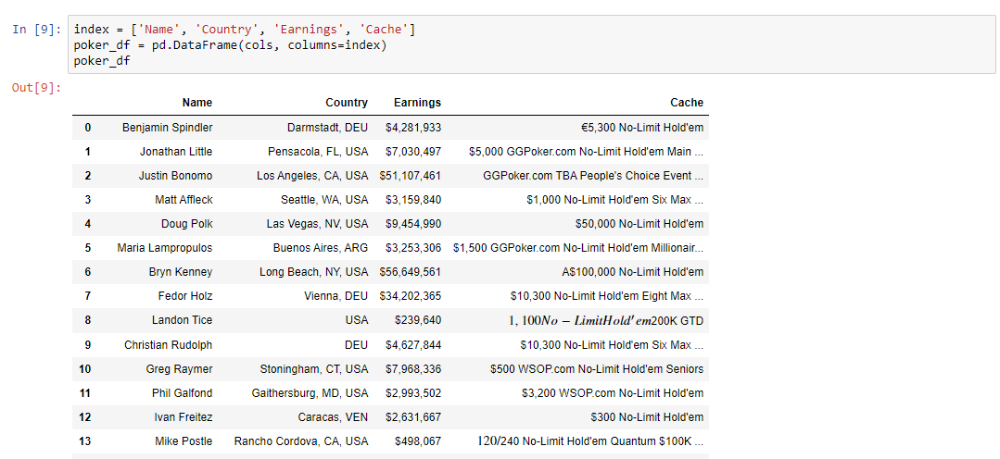 In [9]: index = ['Name', 'Country', 'Earnings', 'Cache']
poker_df = pd.DataFrame(cols, columns=index)
poker_df
Out[9]:
Name Country Earnings Cache
0 Benjamin Spindler Darmstadt, DEU $4,281,933 €5,300 No-Limit Hold'em
1 Jonathan Little Pensacola, FL, USA $7,030,497 $5,000 GGPoker.com No-Limit Hold'em Main ...
2 Justin Bonomo Los Angeles, CA, USA $51,107,461 GGPoker.com TBA People's Choice Event ...
3 Matt Affleck Seattle, WA, USA $3,159,840 $1,000 No-Limit Hold'em Six Max ...
4 Doug Polk Las Vegas, NV, USA $9,454,990 $50,000 No-Limit Hold'em
5 Maria Lampropulos Buenos Aires, ARG $3,253,306 $1,500 GGPoker.com No-Limit Hold'em Millionair...
6 Bryn Kenney Long Beach, NY, USA $56,649,561 A$100,000 No-Limit Hold'em
7 Fedor Holz Vienna, DEU $34,202,365 $10,300 No-Limit Hold'em Eight Max ...
8 Landon Tice USA $239,640 1, 100No − LimitHold′em200K GTD
9 Christian Rudolph DEU $4,627,844 $10,300 No-Limit Hold'em Six Max ...
10 Greg Raymer Stoningham, CT, USA $7,968,336 $500 WSOP.com No-Limit Hold'em Seniors
11 Phil Galfond Gaithersburg, MD, USA $2,993,502 $3,200 WSOP.com No-Limit Hold'em
12 Ivan Freitez Caracas, VEN $2,631,667 $300 No-Limit Hold'em
13 Mike Postle Rancho Cordova, CA, USA $498,067 120/240 No-Limit Hold'em Quantum $100K ...